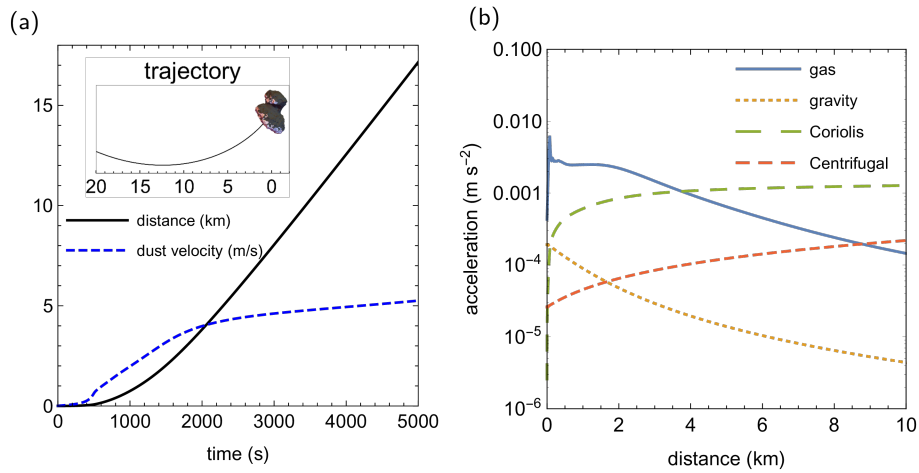 (a)
trajectory
20 15 10 5 0
distance (km)
dust velocity (m/s)
15
10
5
0
0 1000 2000 3000 4000 5000
time (s)
(b)
gas
gravity
Coriolis
Centrifugal
acceleration (m s⁻²)
0.100
0.010
0.001
10⁻⁴
10⁻⁵
10⁻⁶
0 2 4 6 8 10
distance (km)